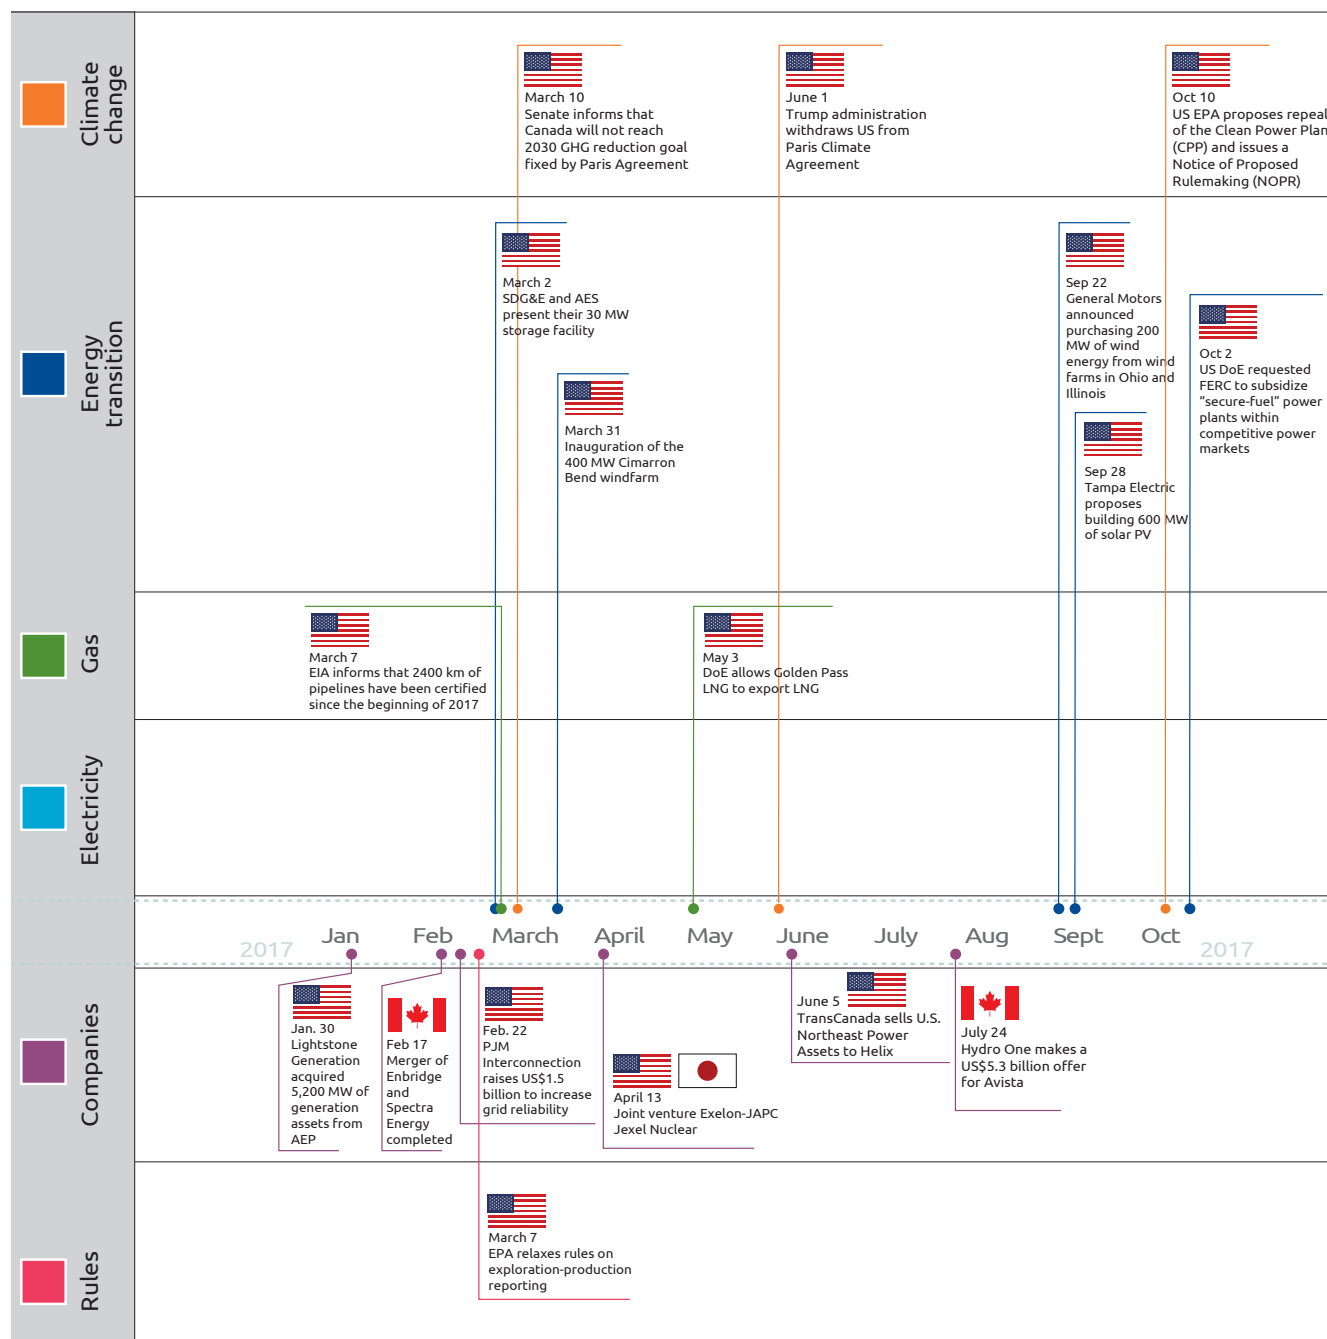 Climate
change
March 10
Senate informs that
Canada will not reach
2030 GHG reduction goal
fixed by Paris Agreement
June 1
Trump administration
withdraws US from
Paris Climate
Agreement
Oct 10
US EPA proposes repeal
of the Clean Power Plan
(CPP) and issues a
Notice of Proposed
Rulemaking (NOPR)
Energy
transition
March 2
SDG&E and AES
present their 30 MW
storage facility
March 31
Inauguration of the
400 MW Cimarron
Bend windfarm
Sep 22
General Motors
announced
purchasing 200
MW of wind
energy from wind
farms in Ohio and
Illinois
Sep 28
Tampa Electric
proposes
building 600 MW
of solar PV
Oct 2
US DoE requested
FERC to subsidize
“secure-fuel” power
plants within
competitive power
markets
Gas
March 7
EIA informs that 2400 km of
pipelines have been certified
since the beginning of 2017
May 3
DoE allows Golden Pass
LNG to export LNG
Electricity
2017 Jan Feb March April May June July Aug Sept Oct 2017
Companies
Jan. 30
Lightstone
Generation
acquired
5,200 MW of
generation
assets from
AEP
Feb 17
Merger of
Enbridge
and
Spectra
Energy
completed
Feb. 22
PJM
Interconnection
raises US$1.5
billion to increase
grid reliability
April 13
Joint venture Exelon-JAPC
Jexel Nuclear
June 5
TransCanada sells U.S.
Northeast Power
Assets to Helix
July 24
Hydro One makes a
US$5.3 billion offer
for Avista
Rules
March 7
EPA relaxes rules on
exploration-production
reporting